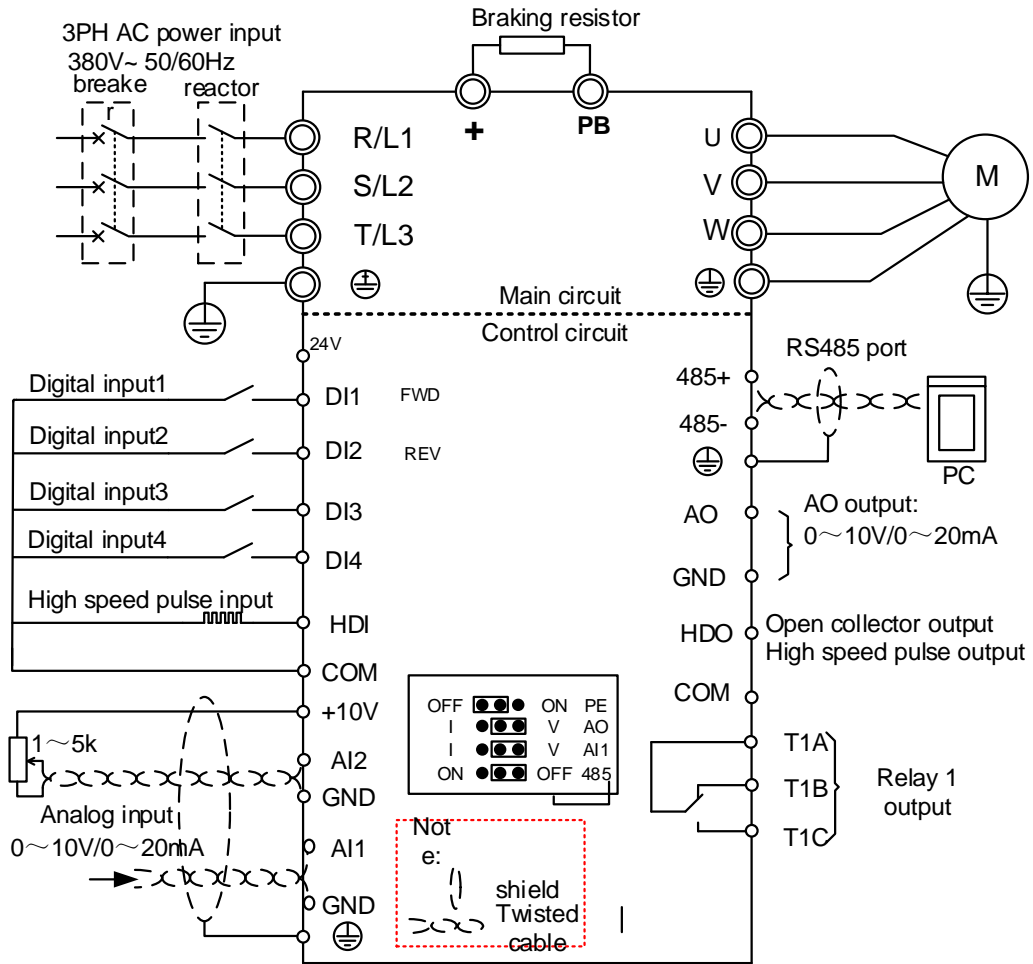 Braking resistor
3PH AC power input
380V~ 50/60Hz
breake
r
reactor
+
PB
R/L1
S/L2
T/L3
U
V
W
M
Main circuit
Control circuit
24V
Digital input1
DI1
FWD
Digital input2
DI2
REV
Digital input3
DI3
Digital input4
DI4
High speed pulse input
HDI
COM
+10V
1～5k
AI2
GND
Analog input
0～10V/0～20mA
AI1
GND
RS485 port
485+
485-
PC
AO
AO output:
0～10V/0～20mA
GND
HDO
Open collector output
High speed pulse output
COM
OFF ON PE
I V AO
I V AI1
ON OFF 485
T1A
T1B
T1C
Relay 1
output
Not
e:
shield
Twisted
cable